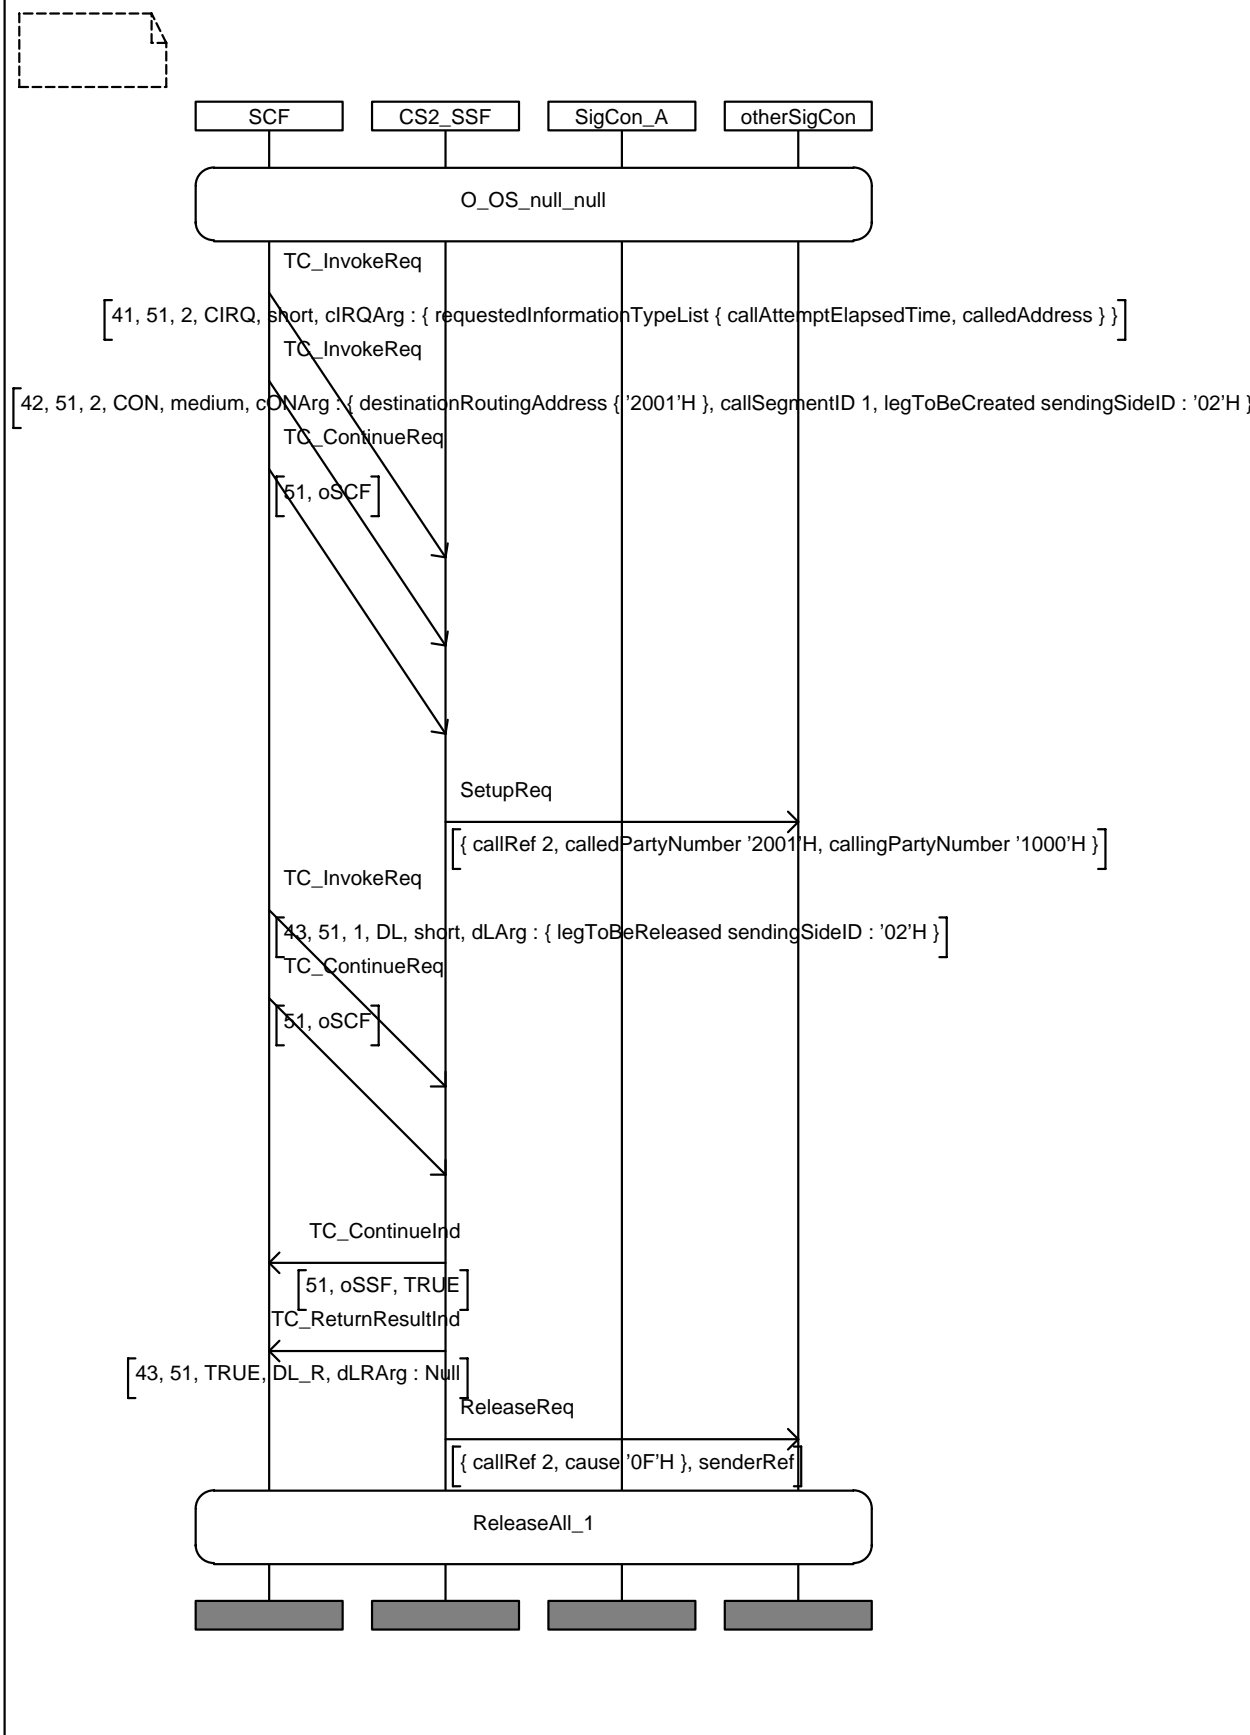 SCF CS2_SSF SigCon_A otherSigCon
O_OS_null_null
TC_InvokeReq
41, 51, 2, CIRQ, short, cIRQArg : { requestedInformationTypeList { callAttemptElapsedTime, calledAddress } }
TC_InvokeReq
42, 51, 2, CON, medium, cONArg : { destinationRoutingAddress { ’2001’H }, callSegmentID 1, legToBeCreated sendingSideID : ’02’H }
TC_ContinueReq
51, oSCF
SetupReq
{ callRef 2, calledPartyNumber ’2001’H, callingPartyNumber ’1000’H }
TC_InvokeReq
43, 51, 1, DL, short, dLArg : { legToBeReleased sendingSideID : ’02’H }
TC_ContinueReq
51, oSCF
TC_ContinueInd
51, oSSF, TRUE
TC_ReturnResultInd
43, 51, TRUE, DL_R, dLRArg : Null
ReleaseReq
{ callRef 2, cause ’0F’H }, senderRef
ReleaseAll_1